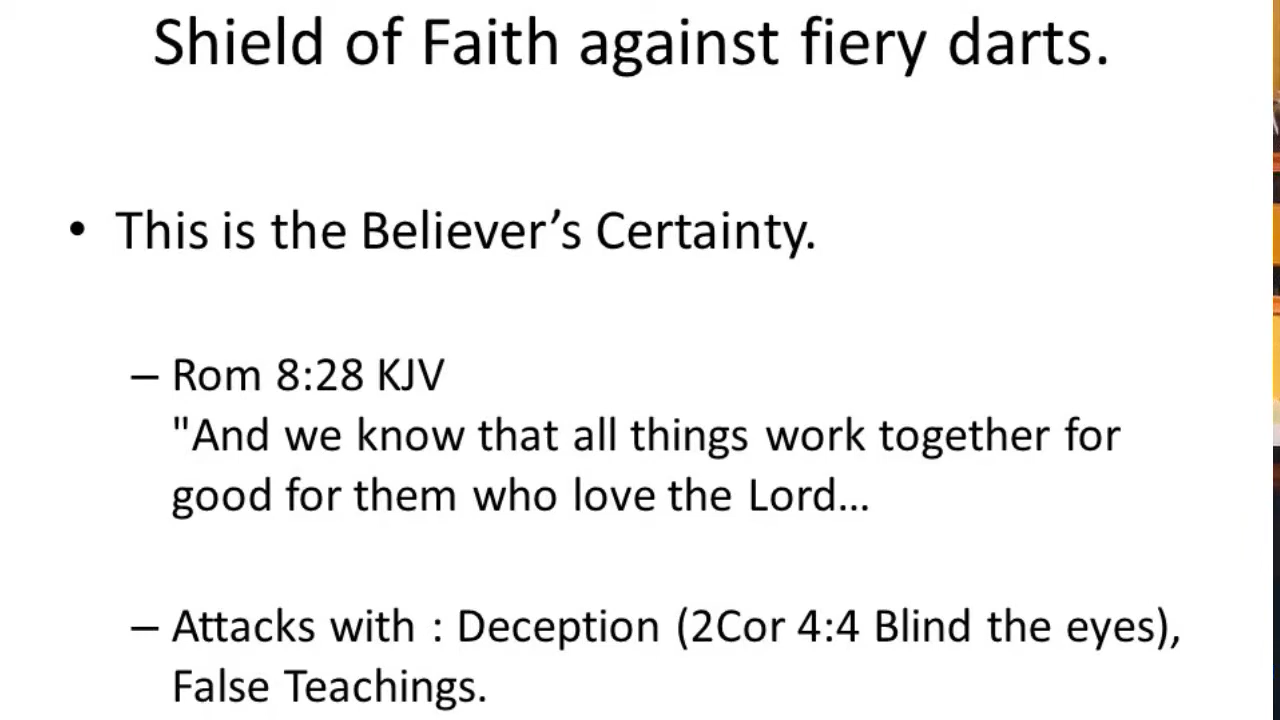 Shield of Faith against fiery darts.
• This is the Believer’s Certainty.
– Rom 8:28 KJV
"And we know that all things work together for
good for them who love the Lord...
– Attacks with : Deception (2Cor 4:4 Blind the eyes),
False Teachings.